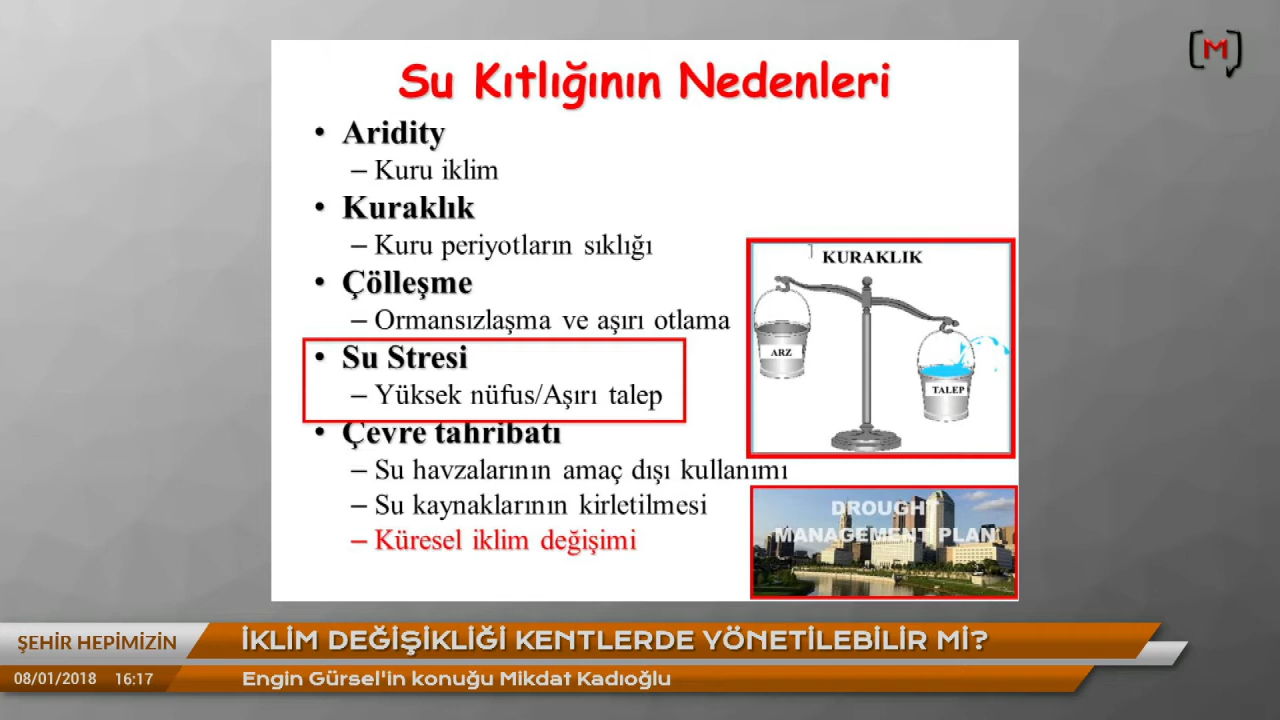 M
Su Kıtlığının Nedenleri
• Aridity
– Kuru iklim
• Kuraklık
– Kuru periyotların sıklığı
• Çölleşme
– Ormansızlaşma ve aşırı otlama
• Su Stresi
– Yüksek nüfus/Aşırı talep
• Çevre tahribatı
– Su havzalarının amaç dışı kullanımı
– Su kaynaklarının kirletilmesi
– Küresel iklim değişimi
KURAKLIK
ARZ
TALEP
DROUGHT
MANAGEMENT PLAN
ŞEHİR HEPİMİZİN
İKLİM DEĞİŞİKLİĞİ KENTLERDE YÖNETİLEBİLİR Mİ?
08/01/2018 16:17
Engin Gürsel'in konuğu Mikdat Kadıoğlu